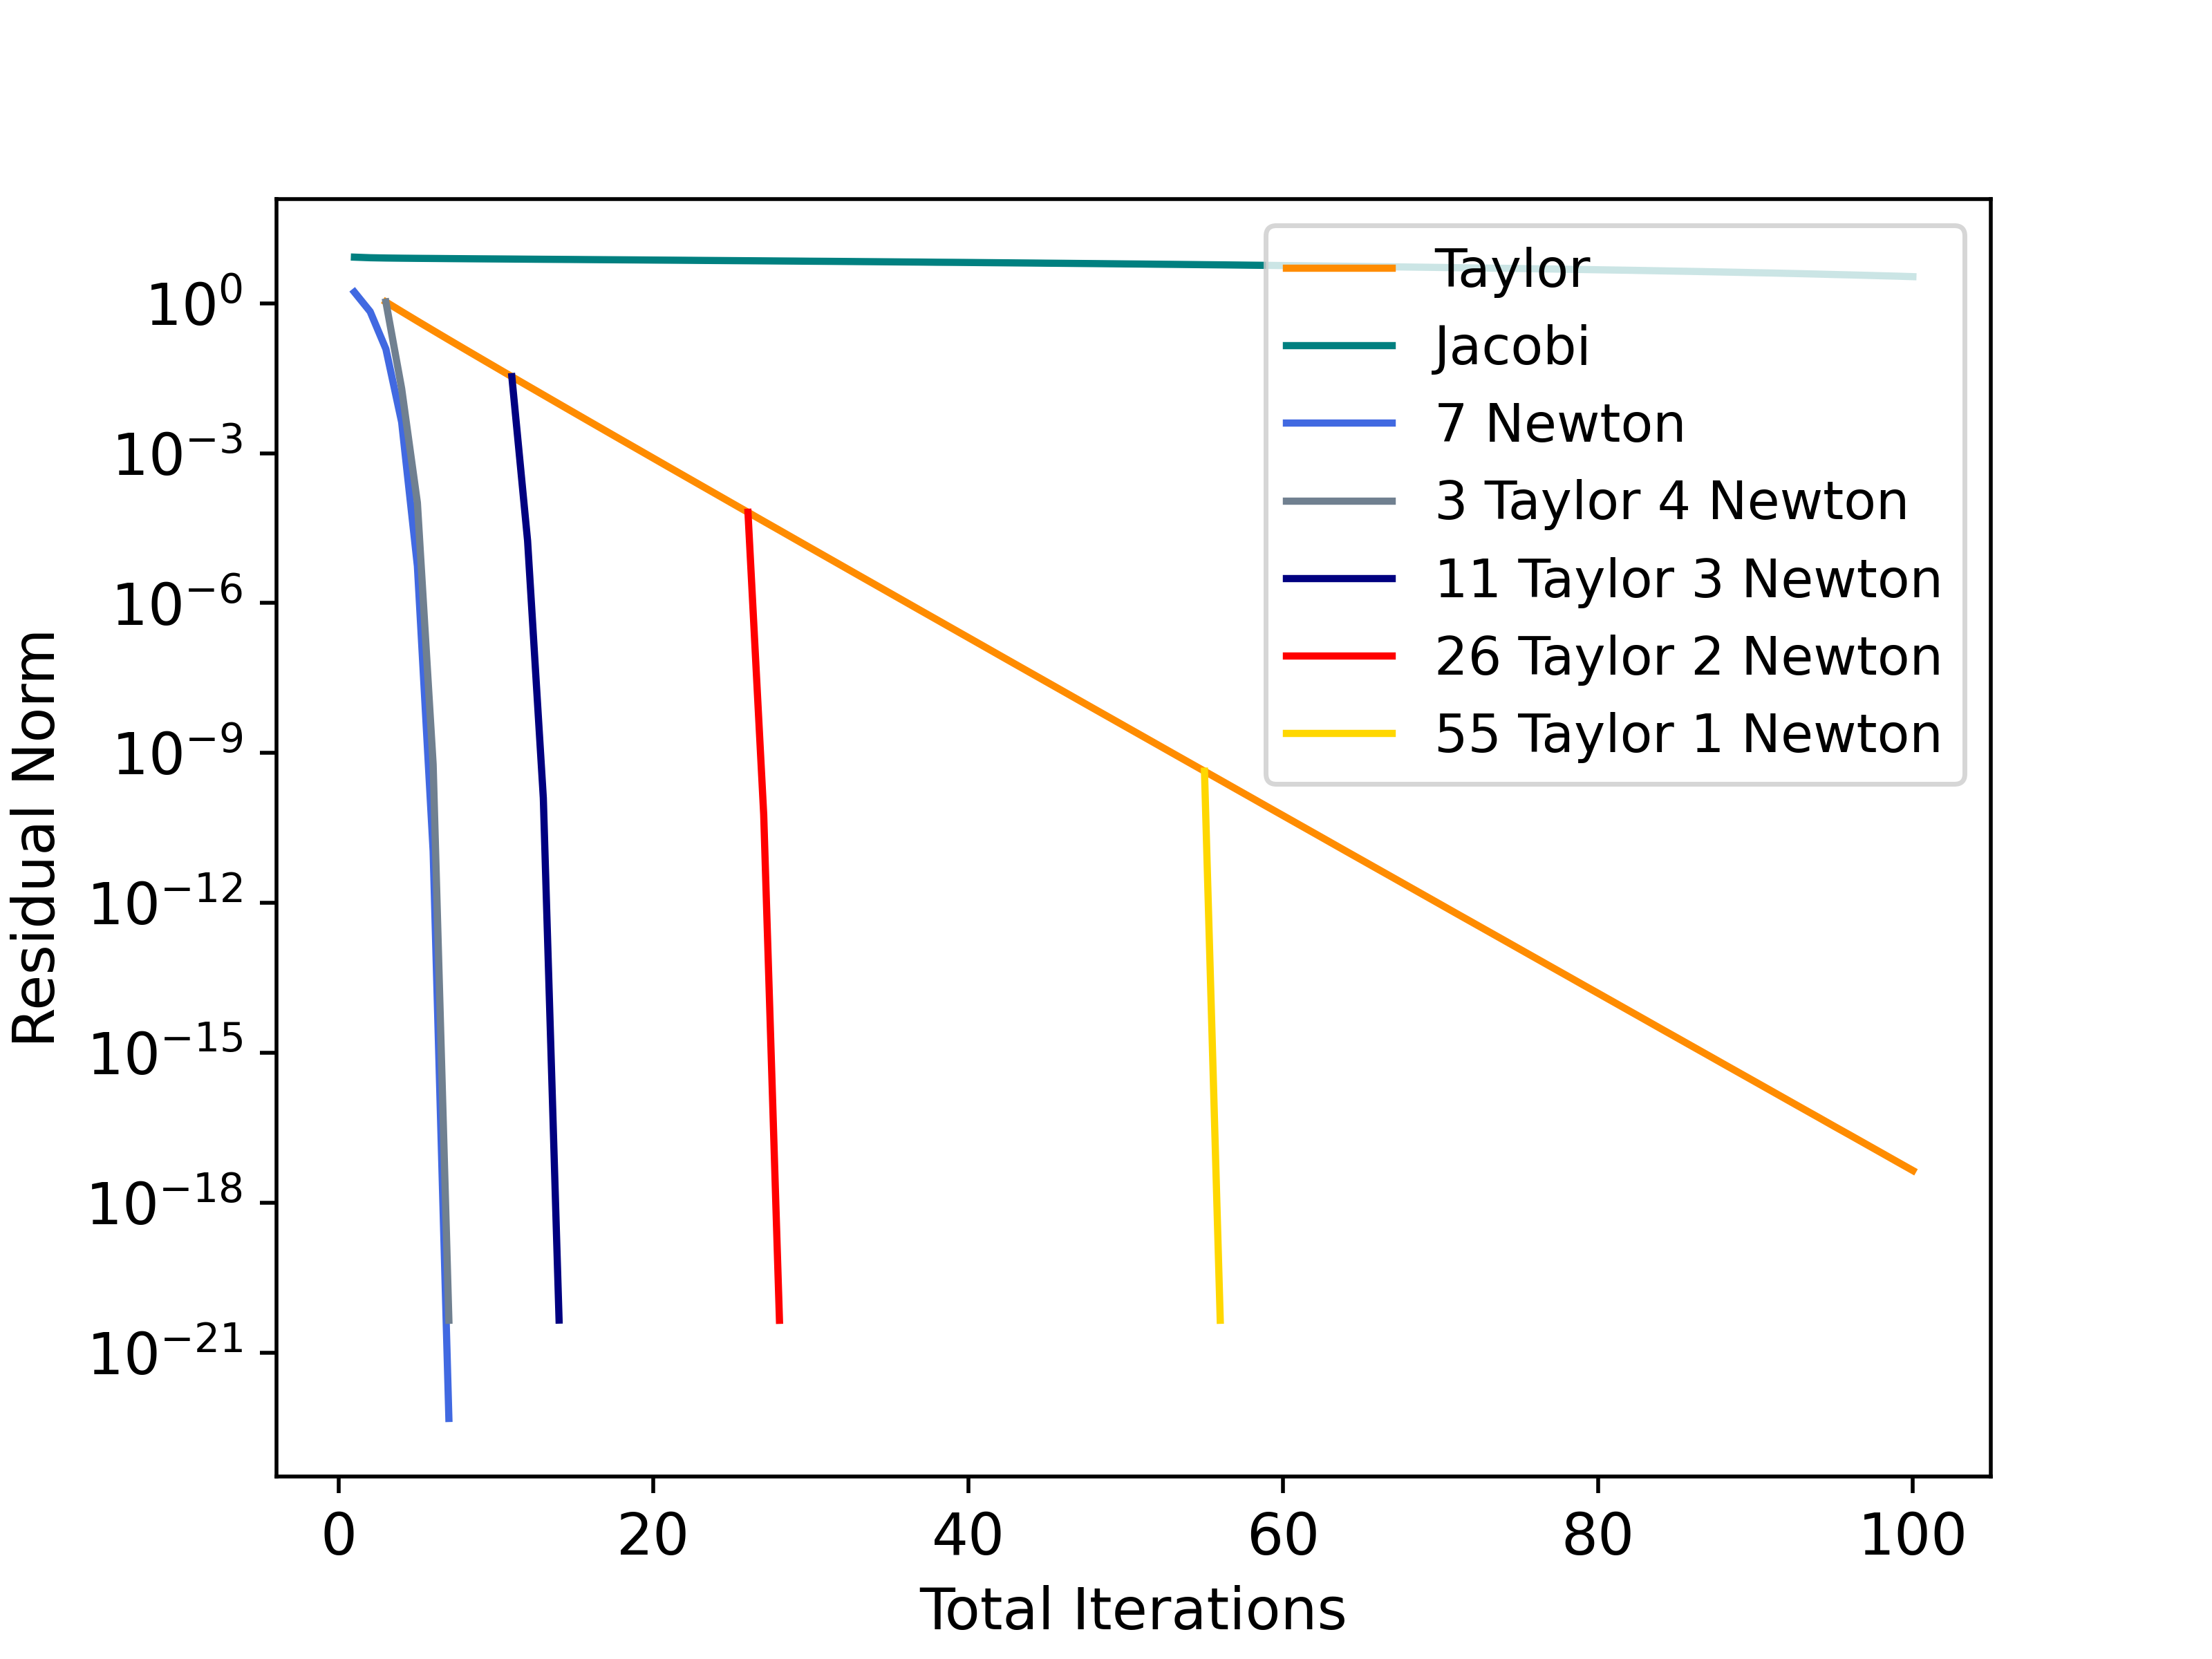 Taylor
Jacobi
7 Newton
3 Taylor 4 Newton
11 Taylor 3 Newton
26 Taylor 2 Newton
55 Taylor 1 Newton
10⁰
10⁻³
10⁻⁶
10⁻⁹
10⁻¹²
10⁻¹⁵
10⁻¹⁸
10⁻²¹
Residual Norm
0 20 40 60 80 100
Total Iterations